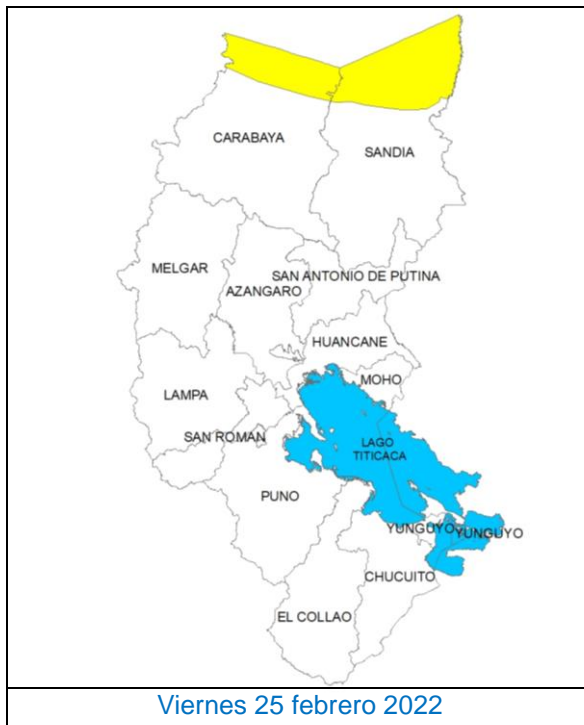 CARABAYA
SANDIA
MELGAR
SAN ANTONIO DE PUTINA
AZANGARO
HUANCANE
MOHO
LAMPA
SAN ROMAN
LAGO
TITICACA
PUNO
YUNGUYO
YUNGUYO
CHUCUITO
EL COLLAO
Viernes 25 febrero 2022